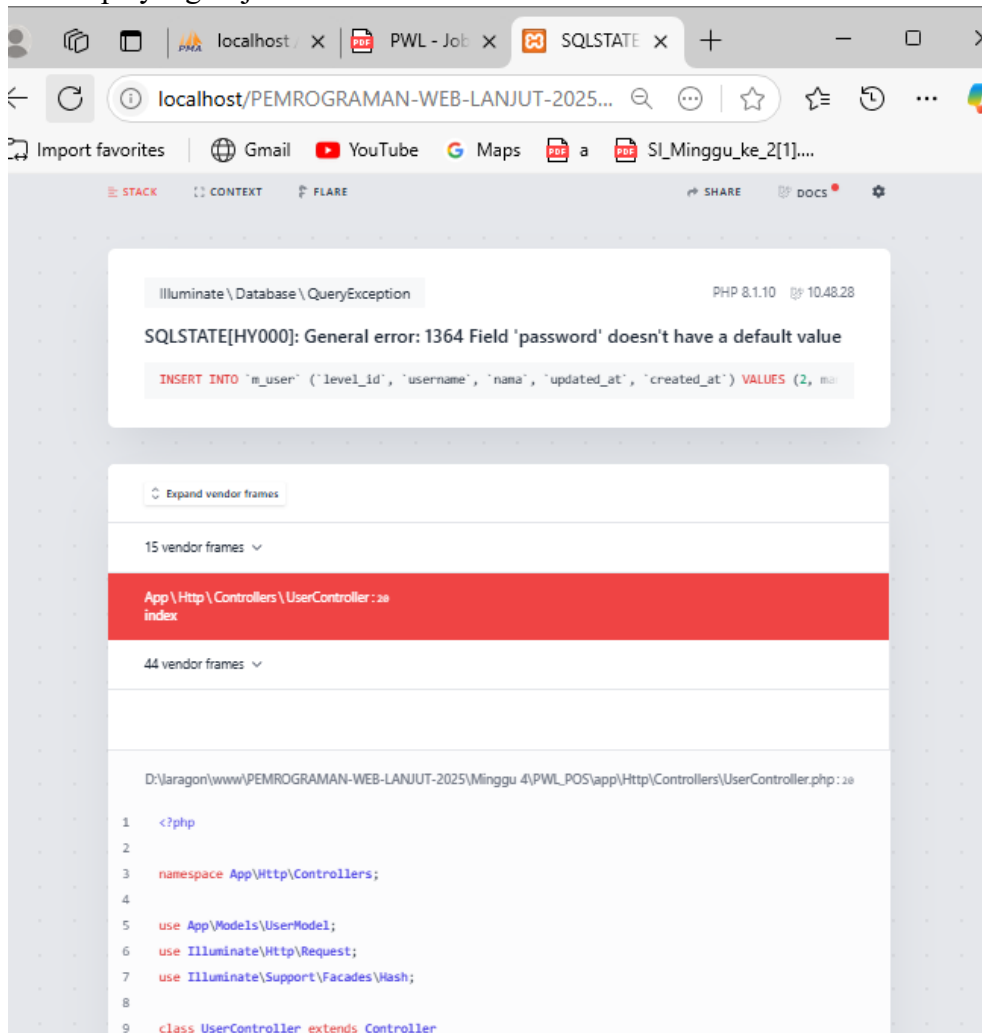 localhost
PWL - Job
SQLSTATE
localhost/PEMROGRAMAN-WEB-LANJUT-2025...
Import favorites
Gmail
YouTube
Maps
a
SI_Minggu_ke_2[1]....
STACK
CONTEXT
FLARE
SHARE
DOCS
Illuminate\Database\QueryException
PHP 8.1.10
10.48.28
SQLSTATE[HY000]: General error: 1364 Field 'password' doesn't have a default value
INSERT INTO `m_user` (`level_id`, `username`, `nama`, `updated_at`, `created_at`) VALUES (2, ma
Expand vendor frames
15 vendor frames
App\Http\Controllers\UserController:20
index
44 vendor frames
D:\laragon\www\PEMROGRAMAN-WEB-LANJUT-2025\Minggu 4\PWL_POS\app\Http\Controllers\UserController.php:20
1 <?php
2
3 namespace App\Http\Controllers;
4
5 use App\Models\UserModel;
6 use Illuminate\Http\Request;
7 use Illuminate\Support\Facades\Hash;
8
9 class UserController extends Controller